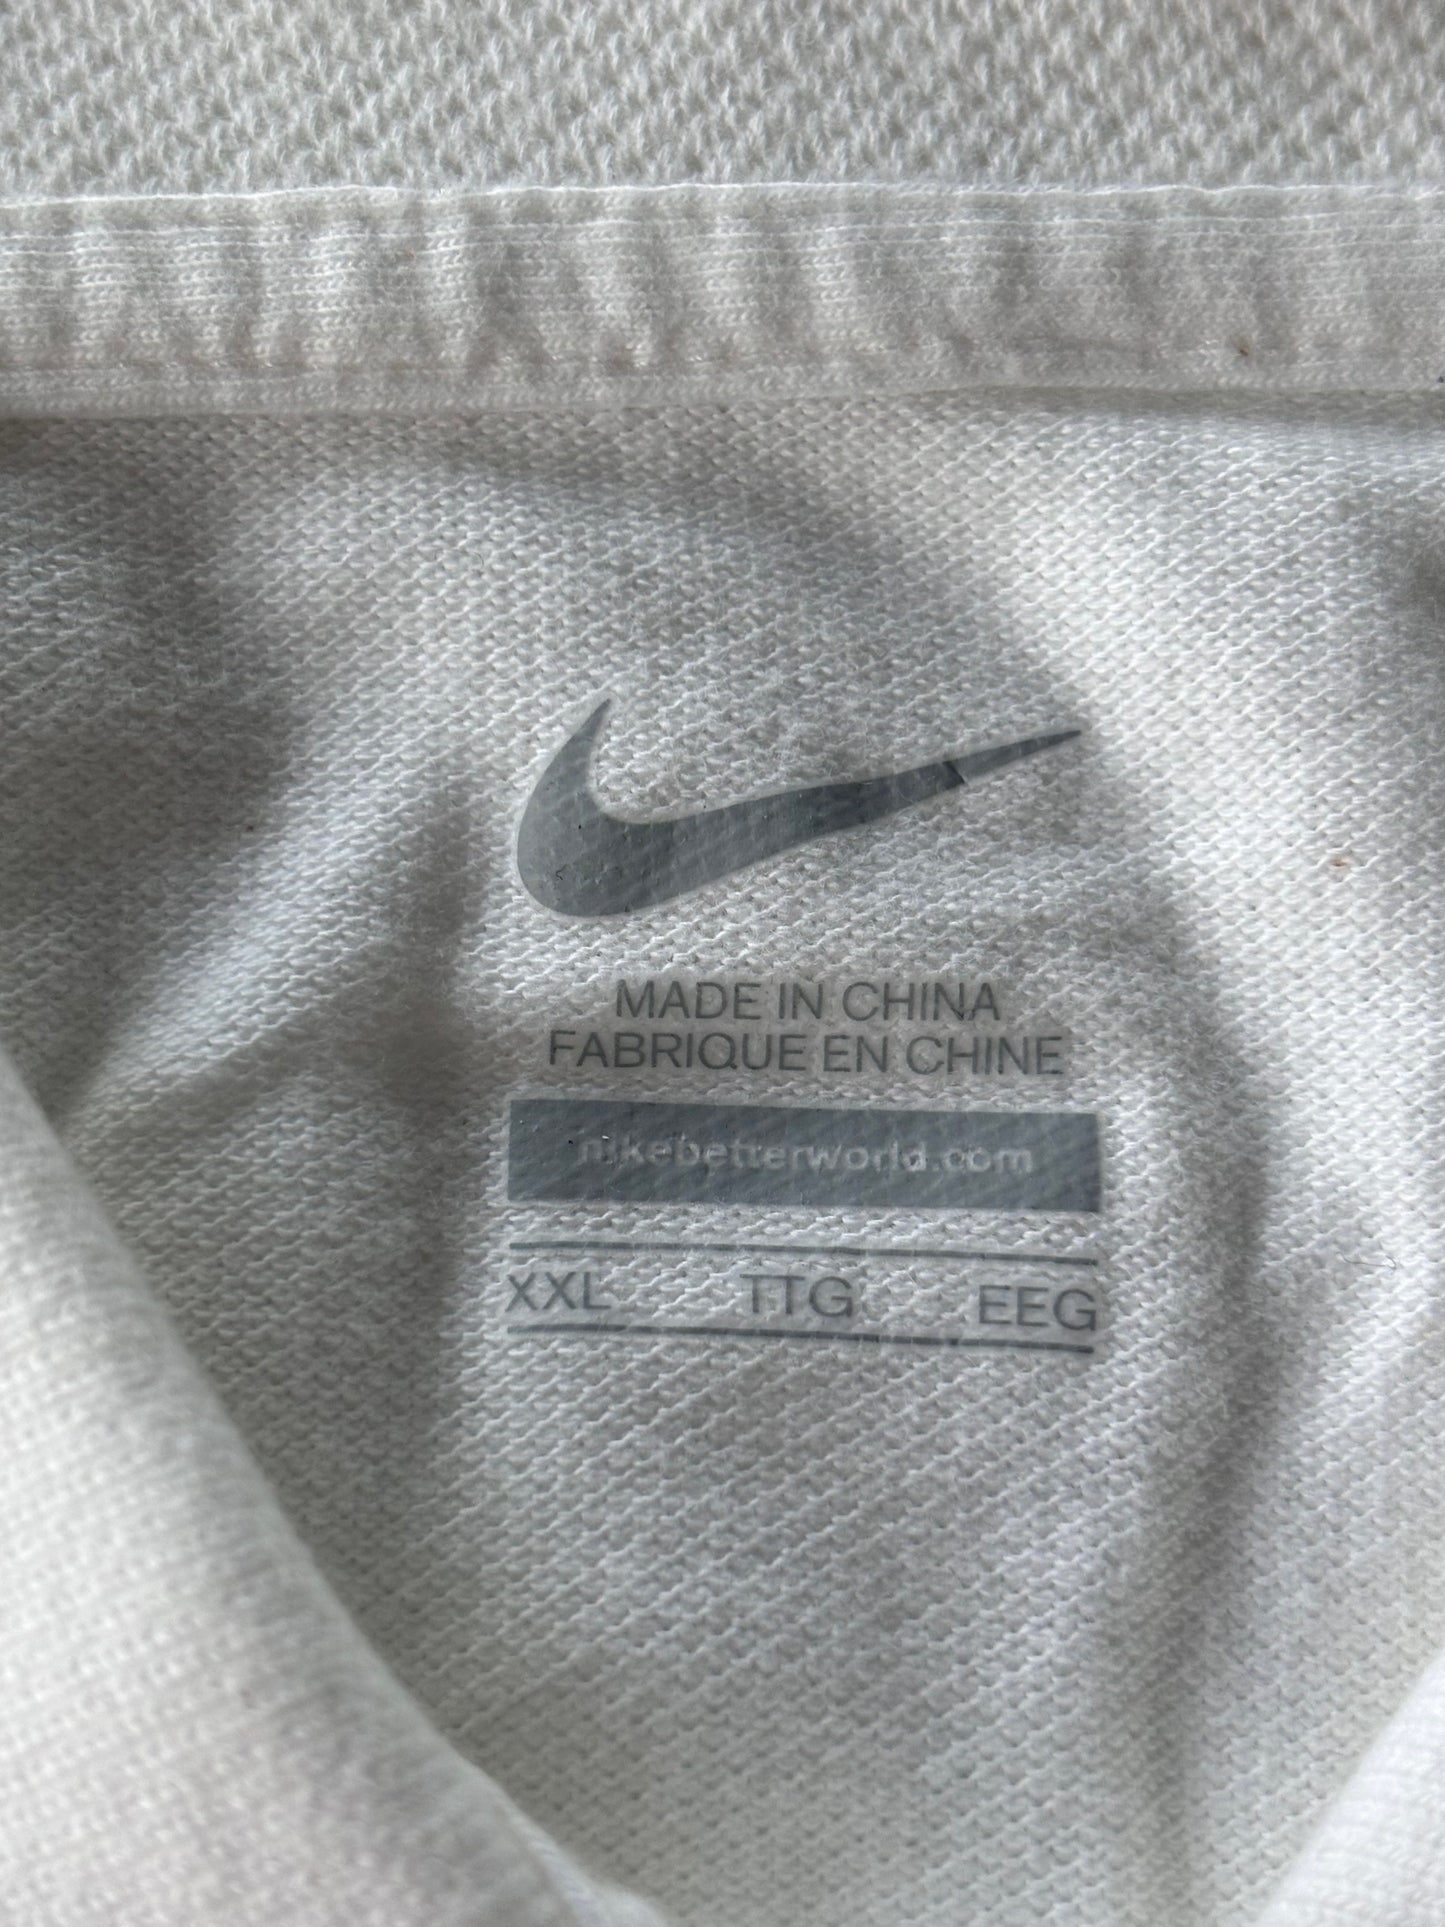 MADE IN CHINA
FABRIQUE EN CHINE
nikebetterworld.com
XXL TTG EEG